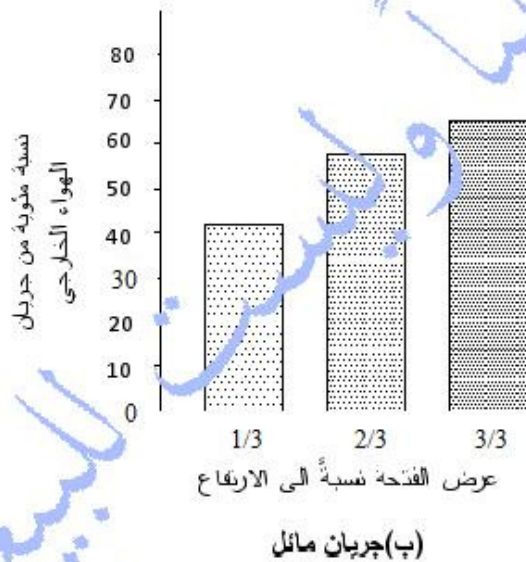 80
70
60
50
40
30
20
10
0
نسبة مئوية من جريان
الهواء الخارجي
1/3 2/3 3/3
عرض الفتحة نسبةً الى الارتفاع
(ب)جريان مائل